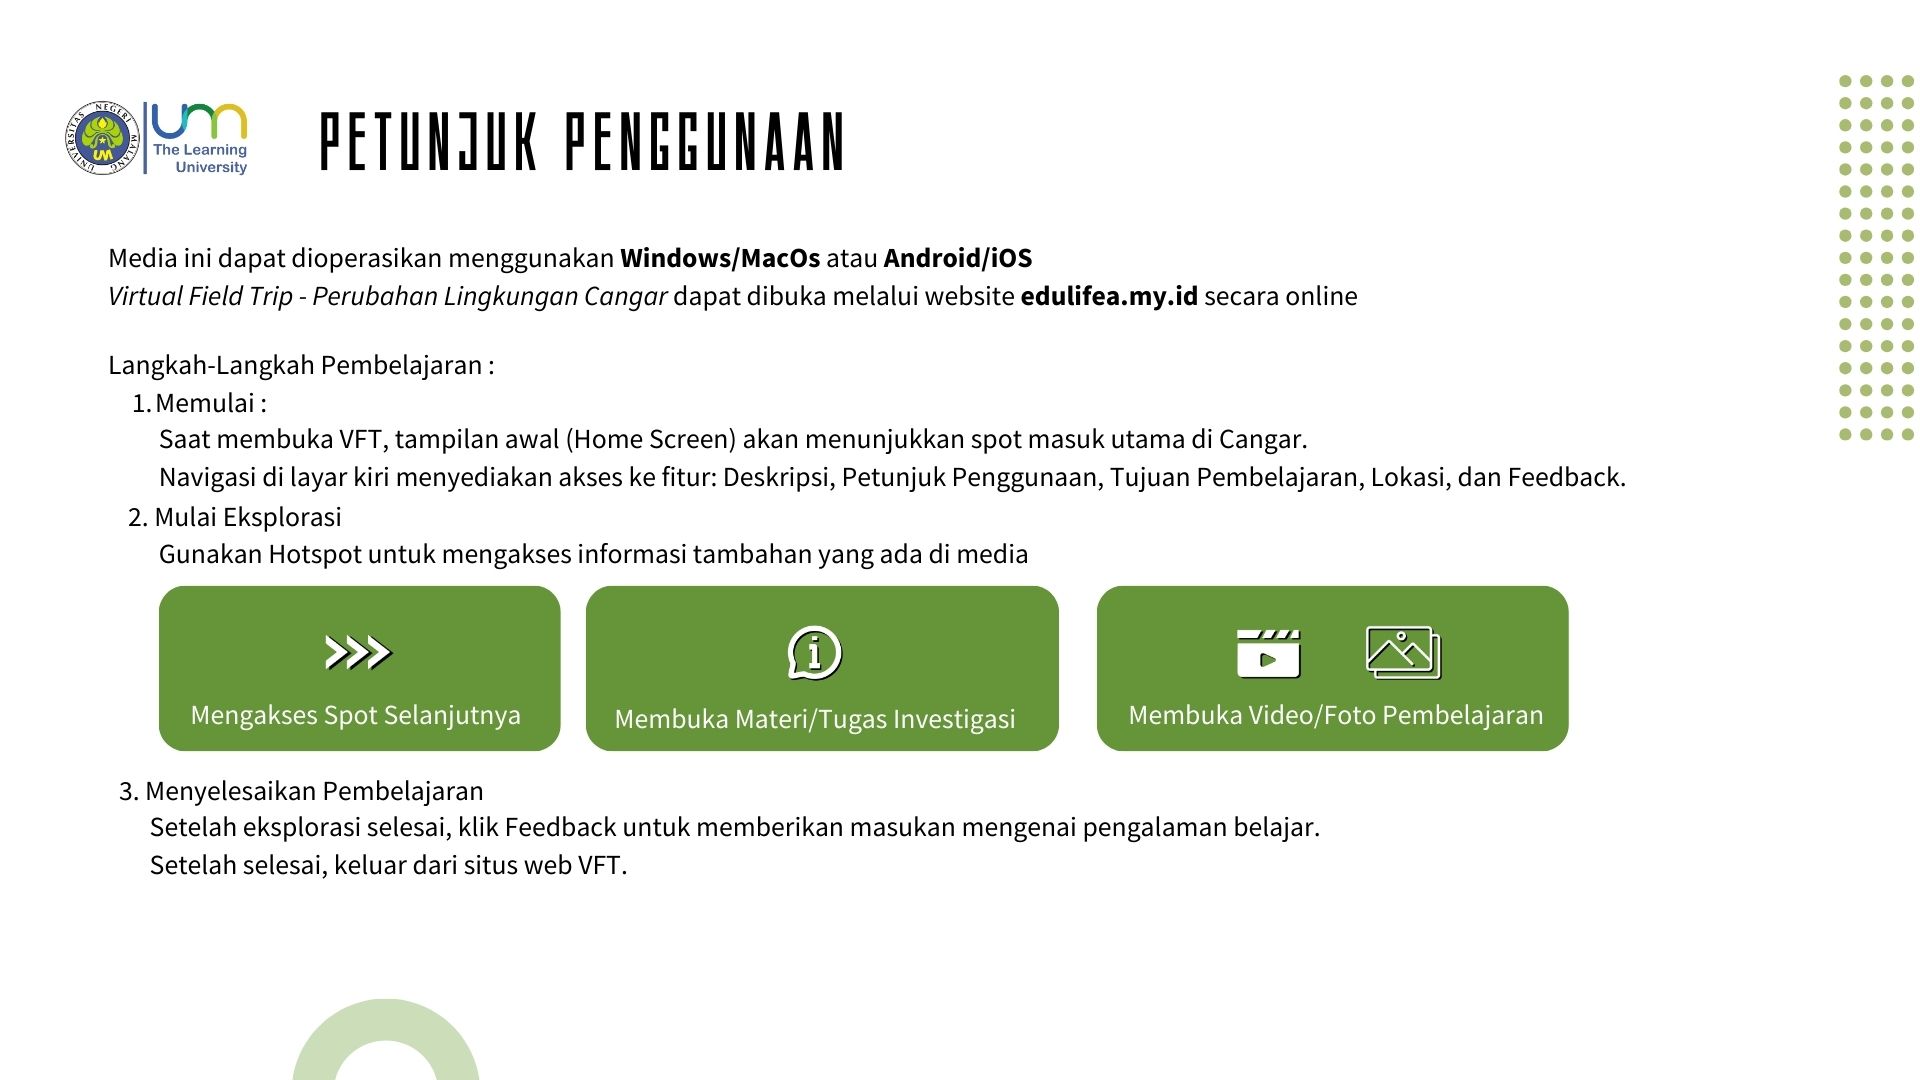 UNIVERSITAS NEGERI MALANG
UM
um
The Learning
University
PETUNJUK PENGGUNAAN
Media ini dapat dioperasikan menggunakan Windows/MacOs atau Android/iOS
Virtual Field Trip - Perubahan Lingkungan Cangar dapat dibuka melalui website edulifea.my.id secara online
Langkah-Langkah Pembelajaran :
1. Memulai :
Saat membuka VFT, tampilan awal (Home Screen) akan menunjukkan spot masuk utama di Cangar.
Navigasi di layar kiri menyediakan akses ke fitur: Deskripsi, Petunjuk Penggunaan, Tujuan Pembelajaran, Lokasi, dan Feedback.
2. Mulai Eksplorasi
Gunakan Hotspot untuk mengakses informasi tambahan yang ada di media
Mengakses Spot Selanjutnya
Membuka Materi/Tugas Investigasi
Membuka Video/Foto Pembelajaran
3. Menyelesaikan Pembelajaran
Setelah eksplorasi selesai, klik Feedback untuk memberikan masukan mengenai pengalaman belajar.
Setelah selesai, keluar dari situs web VFT.